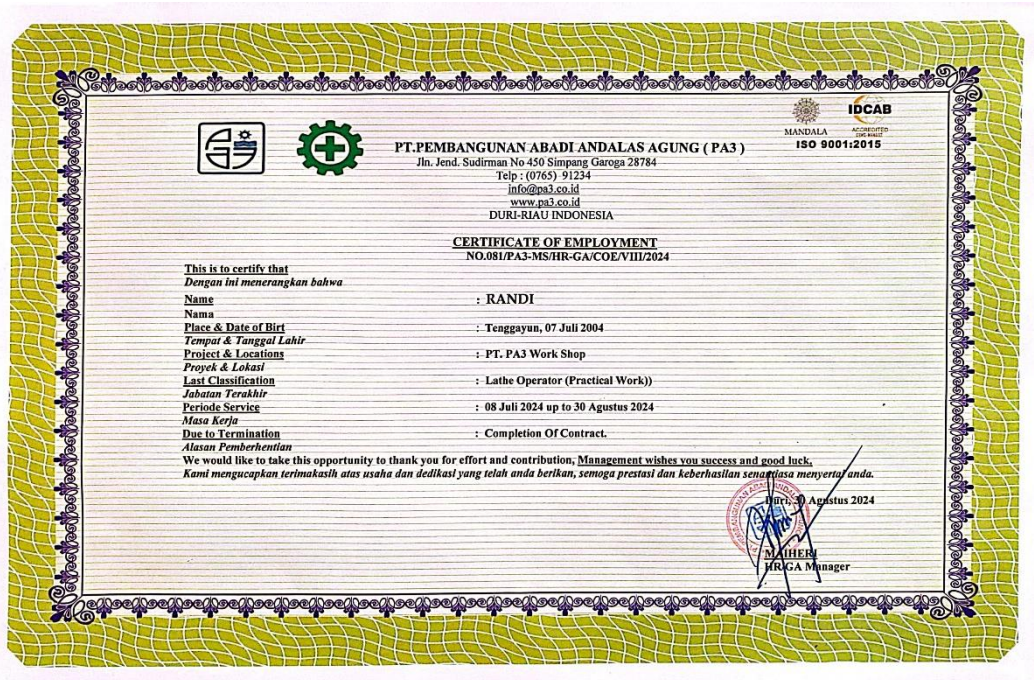 IDCAB
MANDALA
ACCREDITED
ISO 9001:2015
PT.PEMBANGUNAN ABADI ANDALAS AGUNG ( PA3 )
Jln. Jend. Sudirman No 450 Simpang Garoga 28784
Telp : (0765) 91234
info@pa3.co.id
www.pa3.co.id
DURI-RIAU INDONESIA
CERTIFICATE OF EMPLOYMENT
NO.081/PA3-MS/HR-GA/COE/VIII/2024
This is to certify that
Dengan ini menerangkan bahwa
Name : RANDI
Nama
Place & Date of Birt : Tenggayun, 07 Juli 2004
Tempat & Tanggal Lahir
Project & Locations : PT. PA3 Work Shop
Proyek & Lokasi
Last Classification : Lathe Operator (Practical Work))
Jabatan Terakhir
Periode Service : 08 Juli 2024 up to 30 Agustus 2024
Masa Kerja
Due to Termination : Completion Of Contract.
Alasan Pemberhentian
We would like to take this opportunity to thank you for effort and contribution, Management wishes you success and good luck,
Kami mengucapkan terimakasih atas usaha dan dedikasi yang telah anda berikan, semoga prestasi dan keberhasilan senantiasa menyertai anda.
Duri, 30 Agustus 2024
MAIHERI
HR-GA Manager